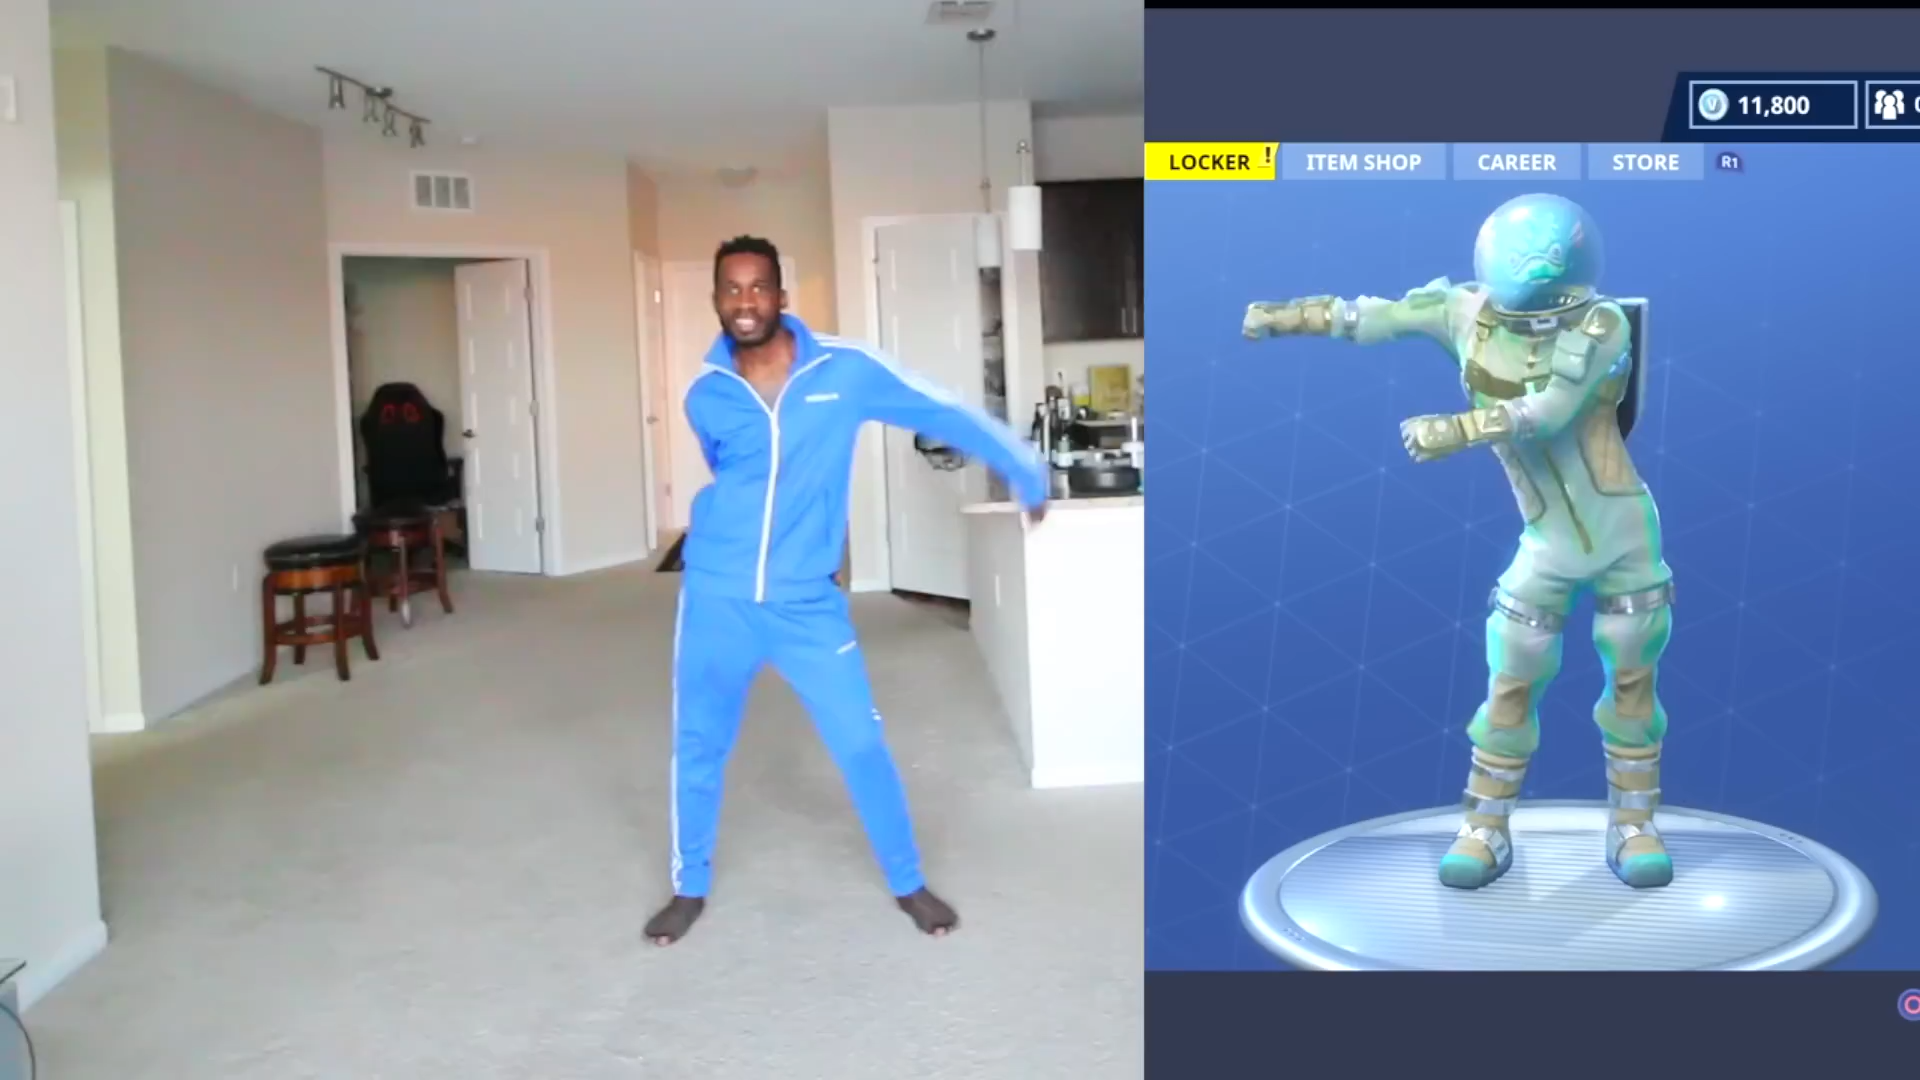 11,800
LOCKER !
ITEM SHOP
CAREER
STORE
R1